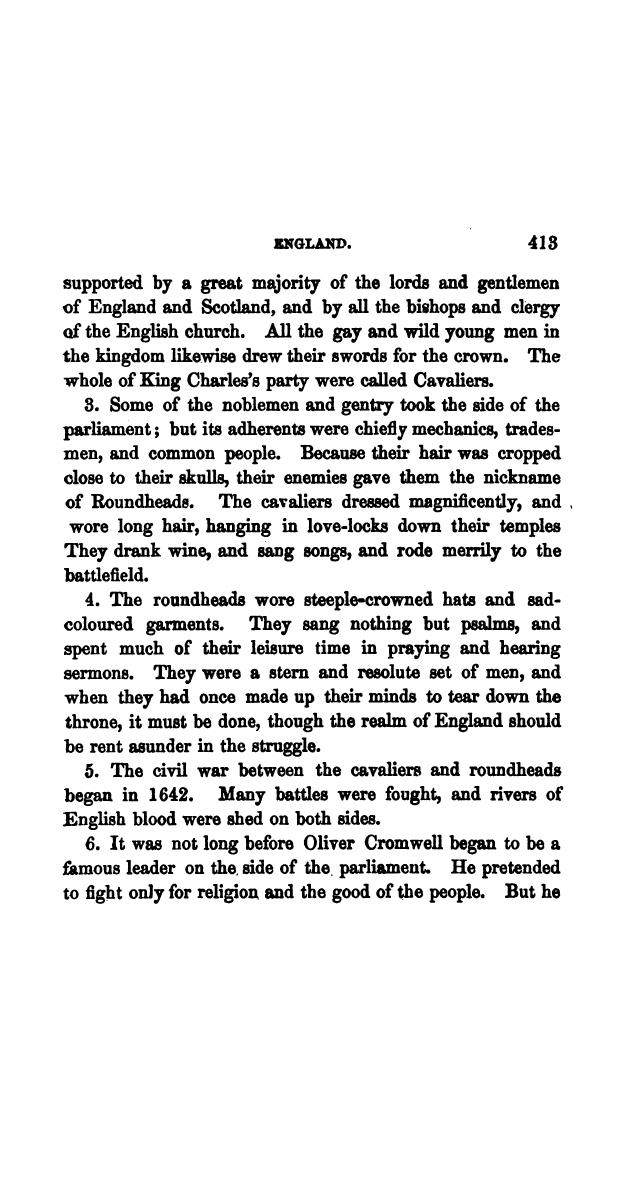 ENGLAND. 413
supported by a great majority of the lords and gentlemen
of England and Scotland, and by all the bishops and clergy
of the English church. All the gay and wild young men in
the kingdom likewise drew their swords for the crown. The
whole of King Charles's party were called Cavaliers.
3. Some of the noblemen and gentry took the side of the
parliament; but its adherents were chiefly mechanics, trades-
men, and common people. Because their hair was cropped
close to their skulls, their enemies gave them the nickname
of Roundheads. The cavaliers dressed magnificently, and
wore long hair, hanging in love-locks down their temples
They drank wine, and sang songs, and rode merrily to the
battlefield.
4. The roundheads wore steeple-crowned hats and sad-
coloured garments. They sang nothing but psalms, and
spent much of their leisure time in praying and hearing
sermons. They were a stern and resolute set of men, and
when they had once made up their minds to tear down the
throne, it must be done, though the realm of England should
be rent asunder in the struggle.
5. The civil war between the cavaliers and roundheads
began in 1642. Many battles were fought, and rivers of
English blood were shed on both sides.
6. It was not long before Oliver Cromwell began to be a
famous leader on the side of the parliament. He pretended
to fight only for religion and the good of the people. But he